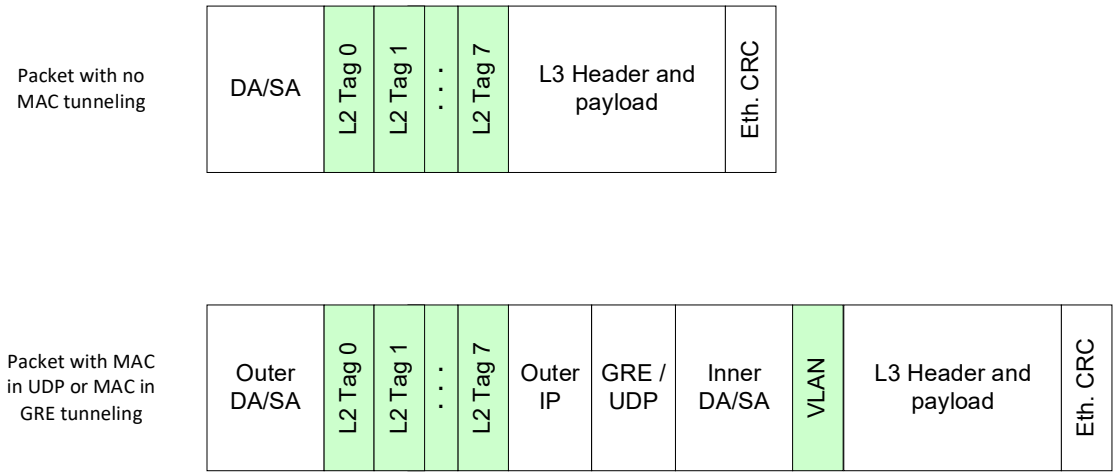 Packet with no
MAC tunneling
DA/SA
L2 Tag 0
L2 Tag 1
. . .
L2 Tag 7
L3 Header and
payload
Eth. CRC
Packet with MAC
in UDP or MAC in
GRE tunneling
Outer
DA/SA
L2 Tag 0
L2 Tag 1
. . .
L2 Tag 7
Outer
IP
GRE /
UDP
Inner
DA/SA
VLAN
L3 Header and
payload
Eth. CRC